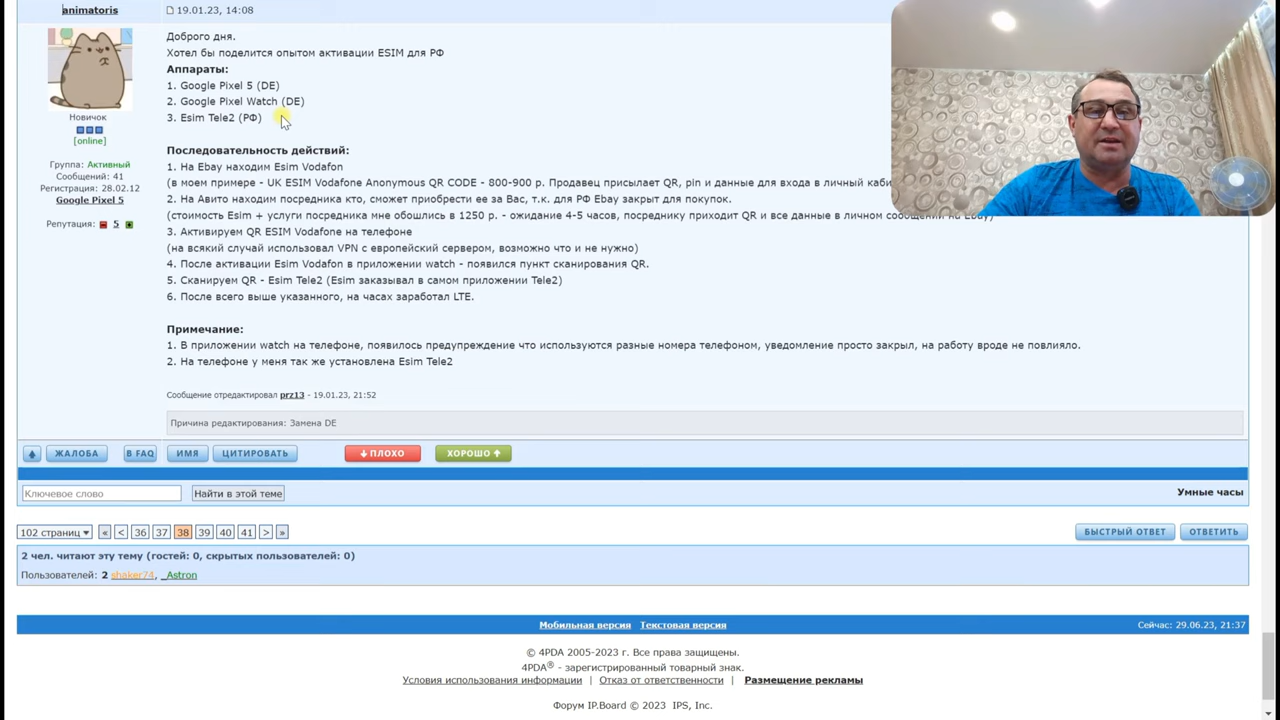 animatoris
19.01.23, 14:08
Новичок
[online]
Группа: Активный
Сообщений: 41
Регистрация: 28.02.12
Google Pixel 5
Репутация: 5
Доброго дня.
Хотел бы поделится опытом активации ESIM для РФ
Аппараты:
1. Google Pixel 5 (DE)
2. Google Pixel Watch (DE)
3. Esim Tele2 (РФ)
Последовательность действий:
1. На Ebay находим Esim Vodafon
(в моем примере - UK ESIM Vodafone Anonymous QR CODE - 800-900 р. Продавец присылает QR, pin и данные для входа в личный
2. На Авито находим посредника кто, сможет приобрести ее за Вас, т.к. для РФ Ebay закрыт для покупок.
(стоимость Esim + услуги посредника мне обошлись в 1250 р. - ожидание 4-5 часов, посреднику приходит QR и все данные в личном сообщении на Ebay)
3. Активируем QR ESIM Vodafone на телефоне
(на всякий случай использовал VPN с европейский сервером, возможно что и не нужно)
4. После активации Esim Vodafon в приложении watch - появился пункт сканирования QR.
5. Сканируем QR - Esim Tele2 (Esim заказывал в самом приложении Tele2)
6. После всего выше указанного, на часах заработал LTE.
Примечание:
1. В приложении watch на телефоне, появилось предупреждение что используются разные номера телефоном, уведомление просто закрыл, на работу вроде не повлияло.
2. На телефоне у меня так же установлена Esim Tele2
Сообщение отредактировал prz13 - 19.01.23, 21:52
Причина редактирования: Замена DE
ЖАЛОБА В FAQ ИМЯ ЦИТИРОВАТЬ ПЛОХО ХОРОШО
Ключевое слово Найти в этой теме Умные часы
102 страниц « < 36 37 38 39 40 41 > » БЫСТРЫЙ ОТВЕТ ОТВЕТИТЬ
2 чел. читают эту тему (гостей: 0, скрытых пользователей: 0)
Пользователей: 2 shaker74, _Astron
Мобильная версия Текстовая версия Сейчас: 29.06.23, 21:37
© 4PDA 2005-2023 г. Все права защищены.
4PDA® - зарегистрированный товарный знак.
Условия использования информации | Отказ от ответственности | Размещение рекламы
Форум IP.Board © 2023 IPS, Inc.